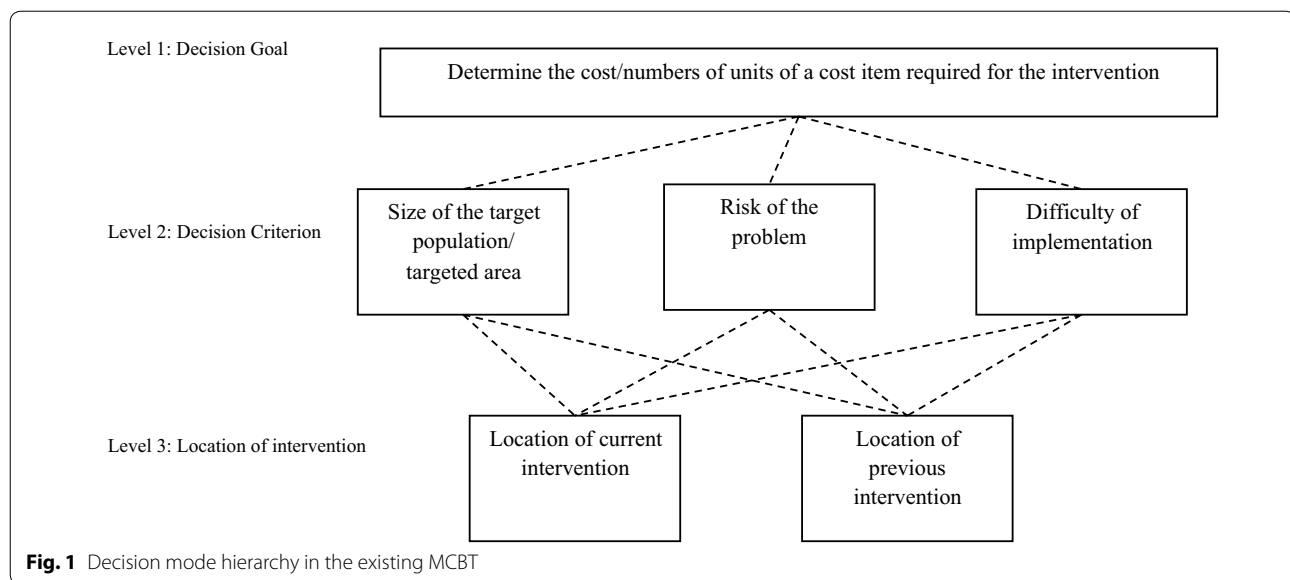 Level 1: Decision Goal
Determine the cost/numbers of units of a cost item required for the intervention
Level 2: Decision Criterion
Size of the target
population/
targeted area
Risk of the
problem
Difficulty of
implementation
Level 3: Location of intervention
Location of current
intervention
Location of
previous
intervention
Fig. 1 Decision mode hierarchy in the existing MCBT